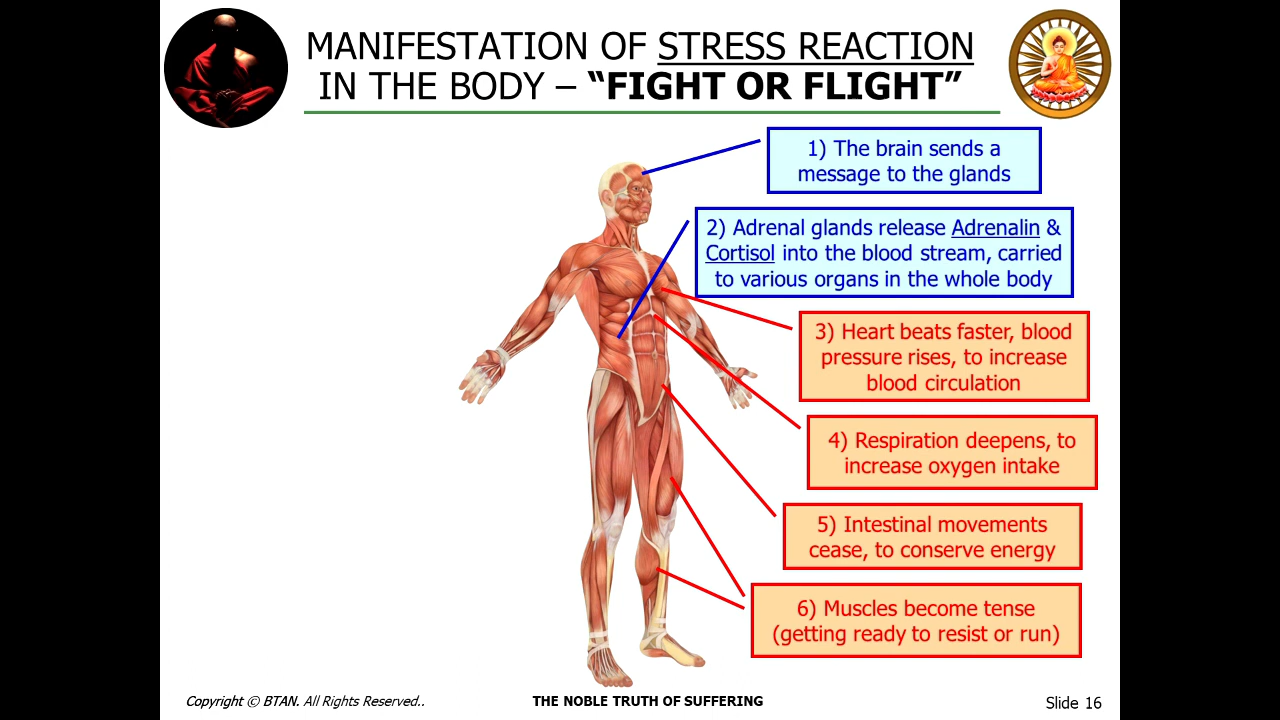 MANIFESTATION OF STRESS REACTION
IN THE BODY – “FIGHT OR FLIGHT”
1) The brain sends a
message to the glands
2) Adrenal glands release Adrenalin &
Cortisol into the blood stream, carried
to various organs in the whole body
3) Heart beats faster, blood
pressure rises, to increase
blood circulation
4) Respiration deepens, to
increase oxygen intake
5) Intestinal movements
cease, to conserve energy
6) Muscles become tense
(getting ready to resist or run)
Copyright © BTAN. All Rights Reserved..
THE NOBLE TRUTH OF SUFFERING
Slide 16